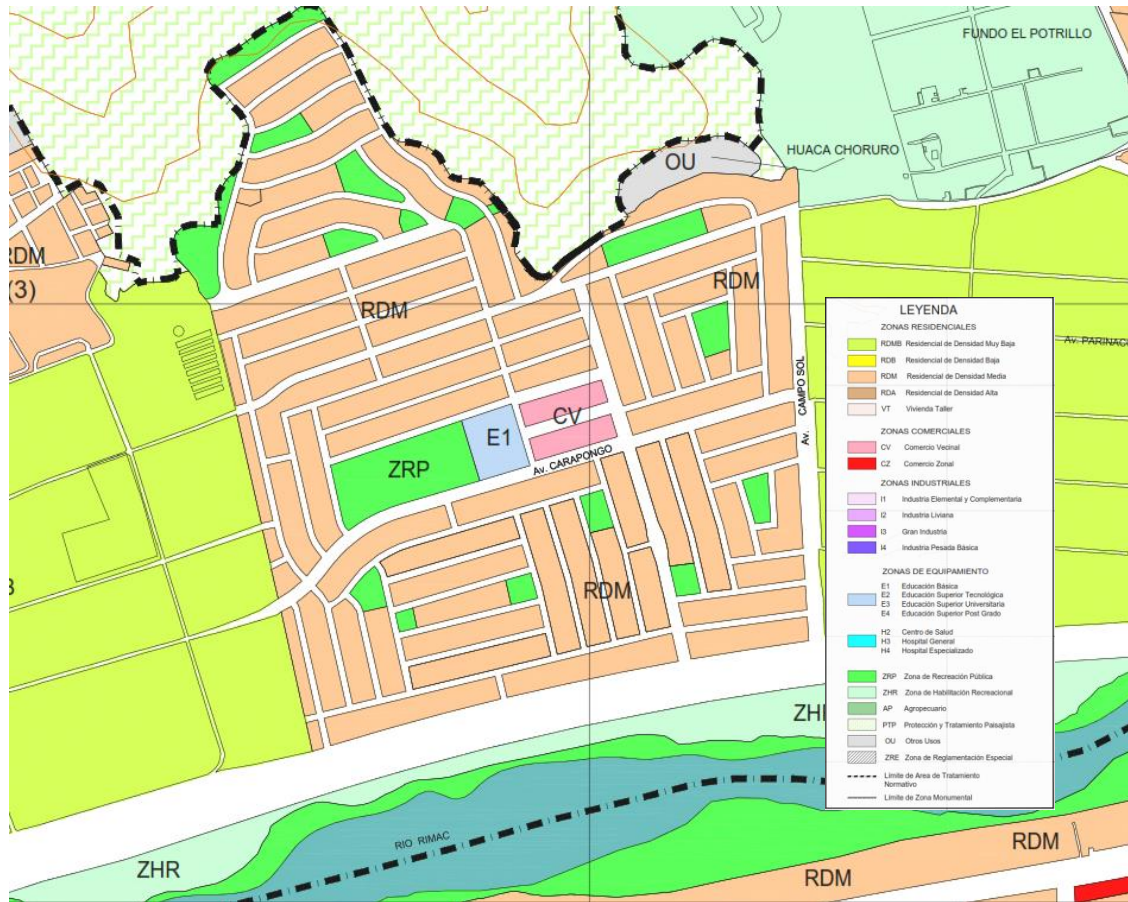 FUNDO EL POTRILLO
HUACA CHORURO
OU
RDM
(3)
RDM
RDM
CV
E1
ZRP
Av. CARAPONGO
Av. CAMPO SOL
RDM
ZHR
RIO RIMAC
RDM
RDM
LEYENDA
ZONAS RESIDENCIALES
RDMB Residencial de Densidad Muy Baja
RDB Residencial de Densidad Baja
RDM Residencial de Densidad Media
RDA Residencial de Densidad Alta
VT Vivienda Taller
ZONAS COMERCIALES
CV Comercio Vecinal
CZ Comercio Zonal
ZONAS INDUSTRIALES
I1 Industria Elemental y Complementaria
I2 Industria Liviana
I3 Gran Industria
I4 Industria Pesada Básica
ZONAS DE EQUIPAMIENTO
E1 Educación Básica
E2 Educación Superior Tecnológica
E3 Educación Superior Universitaria
E4 Educación Superior Post Grado
H2 Centro de Salud
H3 Hospital General
H4 Hospital Especializado
ZRP Zona de Recreación Pública
ZHR Zona de Habilitación Recreacional
AP Agropecuario
PTP Protección y Tratamiento Paisajista
OU Otros Usos
ZRE Zona de Reglamentación Especial
Límite de Area de Tratamiento
Normativo
Límite de Zona Monumental